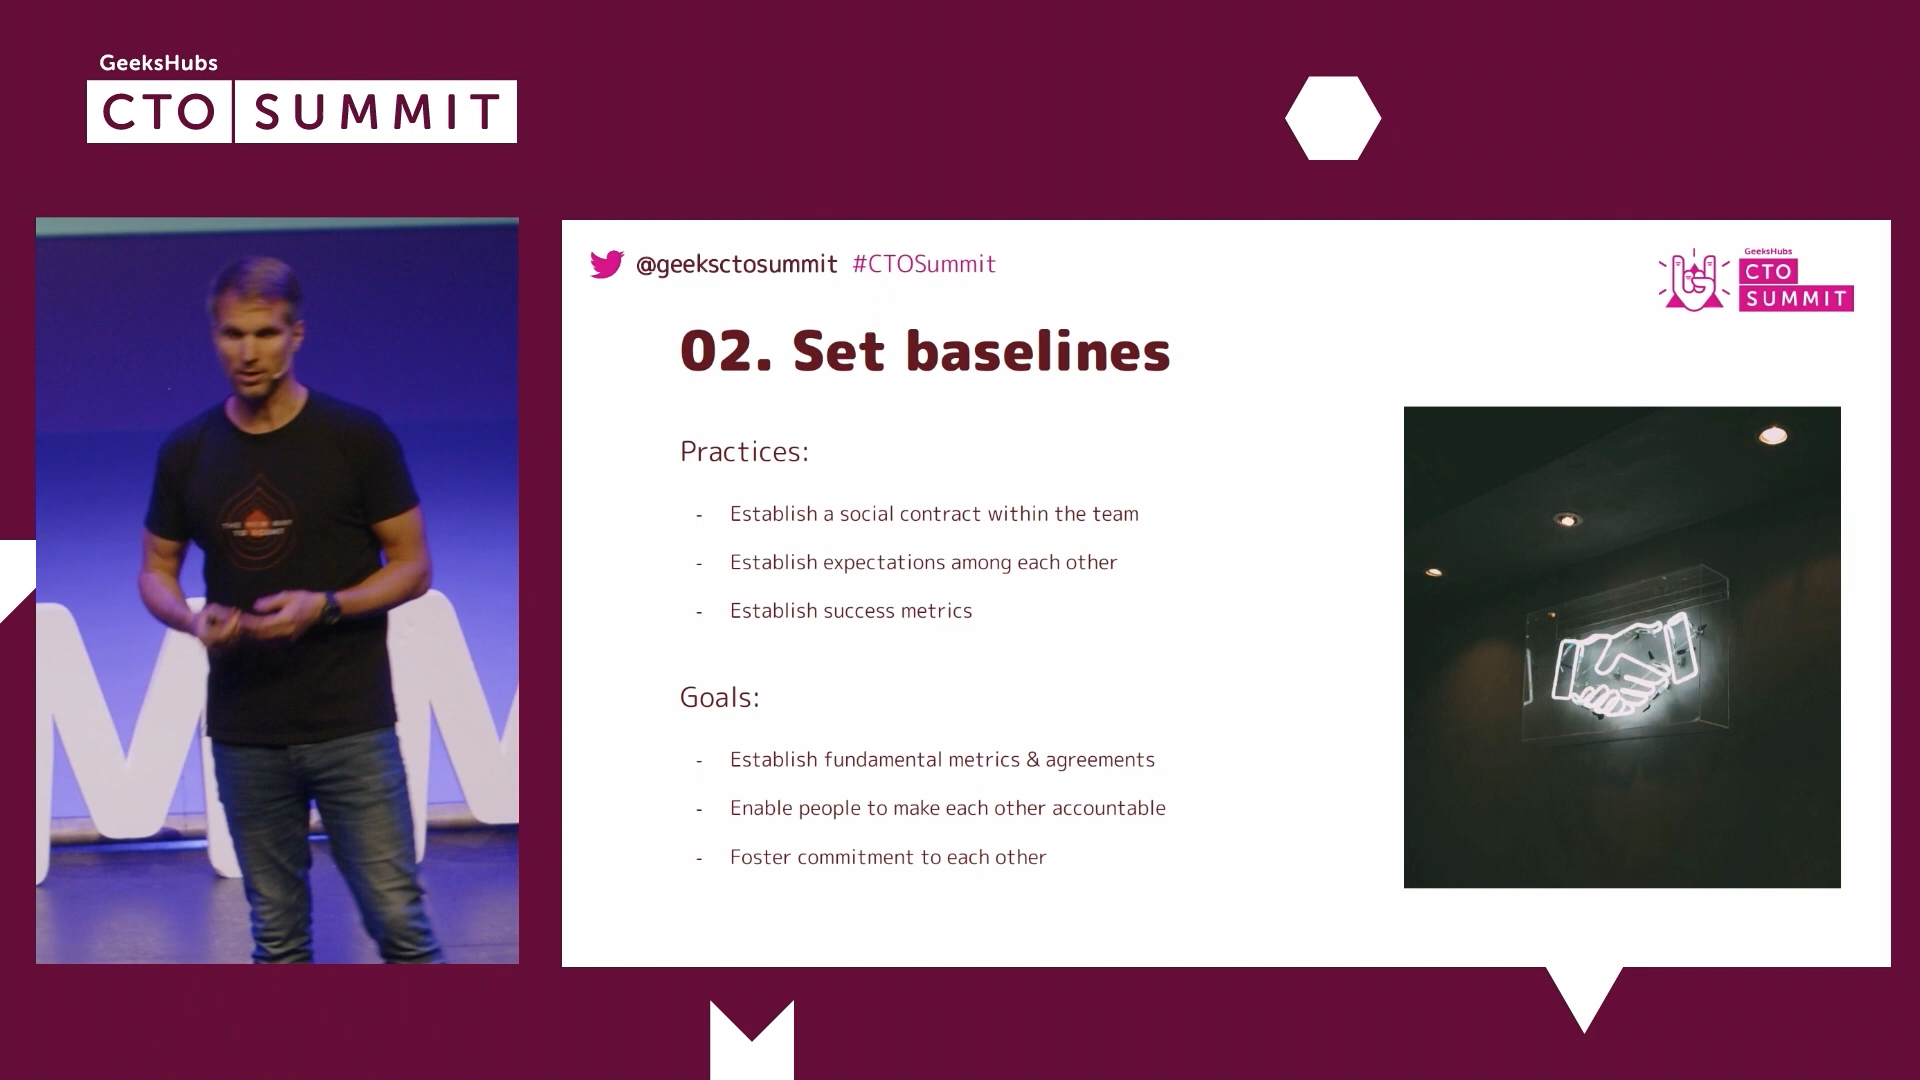 GeeksHubs
CTO SUMMIT
@geeksctosummit #CTOSummit
GeeksHubs
CTO
SUMMIT
02. Set baselines
Practices:
- Establish a social contract within the team
- Establish expectations among each other
- Establish success metrics
Goals:
- Establish fundamental metrics & agreements
- Enable people to make each other accountable
- Foster commitment to each other